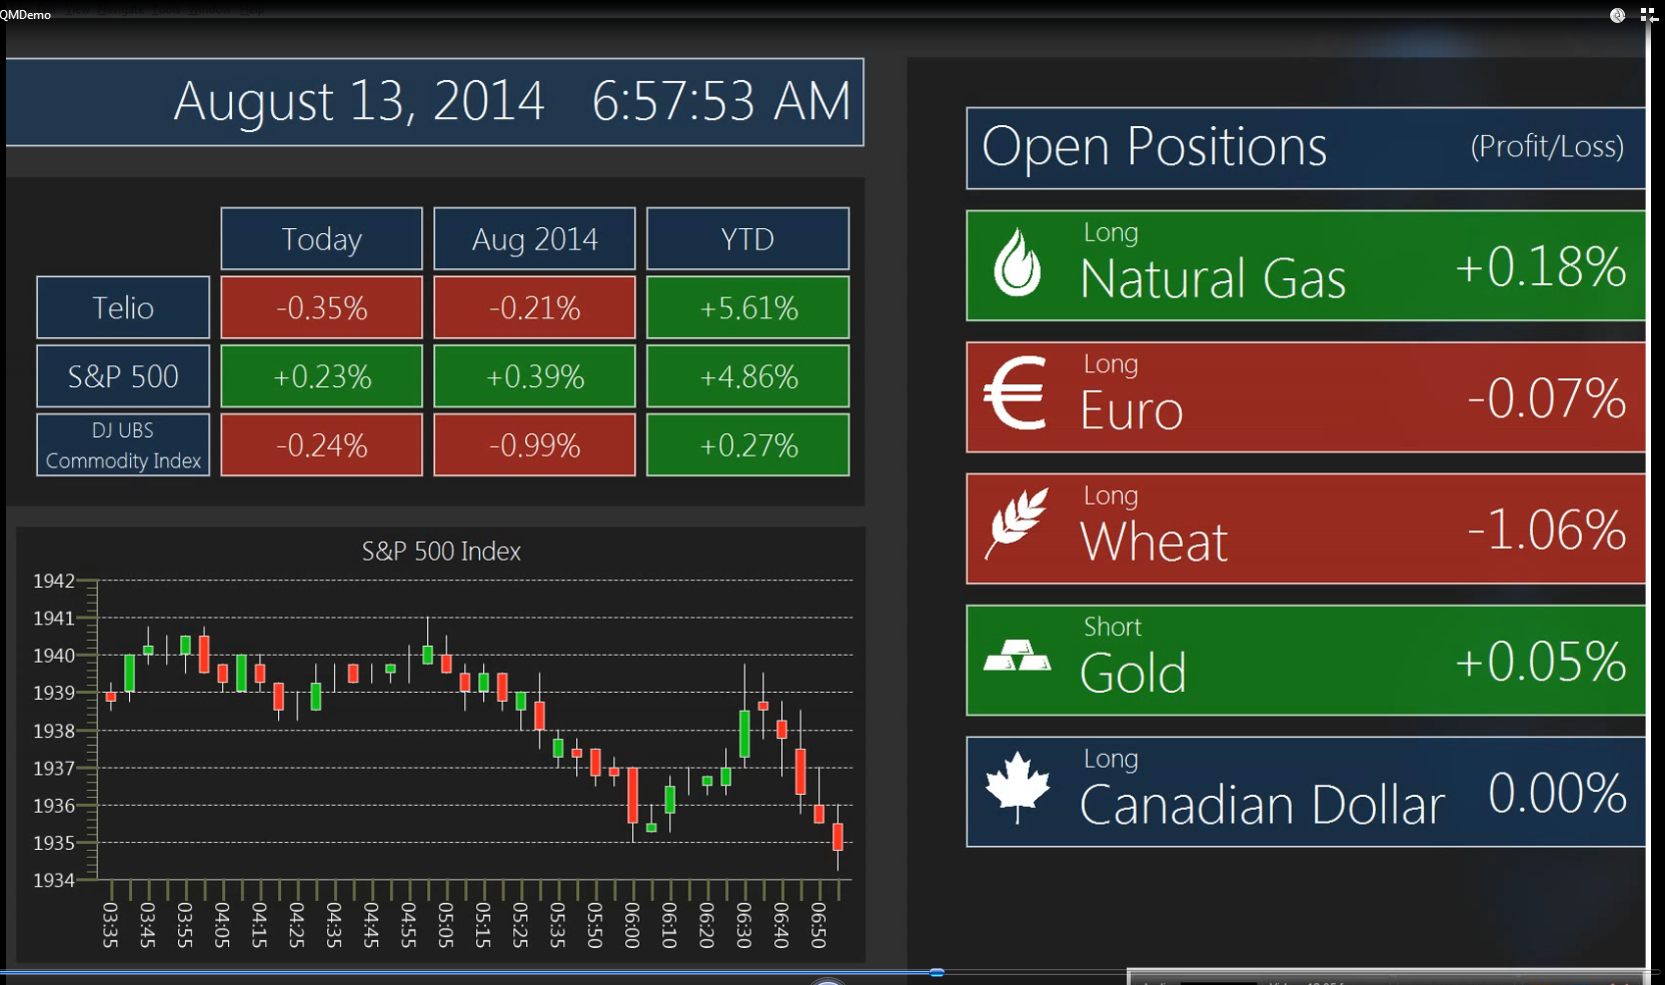 QMDemo
August 13, 2014 6:57:53 AM
Today Aug 2014 YTD
Telio -0.35% -0.21% +5.61%
S&P 500 +0.23% +0.39% +4.86%
DJ UBS
Commodity Index -0.24% -0.99% +0.27%
S&P 500 Index
1942
1941
1940
1939
1938
1937
1936
1935
1934
03:35 03:45 03:55 04:05 04:15 04:25 04:35 04:45 04:55 05:05 05:15 05:25 05:35 05:50 06:00 06:10 06:20 06:30 06:40 06:50
Open Positions (Profit/Loss)
Long
Natural Gas +0.18%
Long
Euro -0.07%
Long
Wheat -1.06%
Short
Gold +0.05%
Long
Canadian Dollar 0.00%